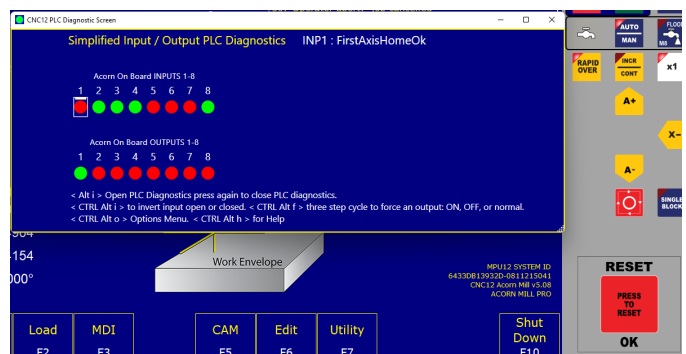 CNC12 PLC Diagnostic Screen
Simplified Input / Output PLC Diagnostics INP1 : FirstAxisHomeOk
Acorn On Board INPUTS 1-8
1 2 3 4 5 6 7 8
Acorn On Board OUTPUTS 1-8
1 2 3 4 5 6 7 8
< Alt i > Open PLC Diagnostics press again to close PLC diagnostics.
< CTRL Alt i > to invert input open or closed. < CTRL Alt f > three step cycle to force an output: ON, OFF, or normal.
< CTRL Alt o > Options Menu. < CTRL Alt h > for Help
154
000°
Work Envelope
MPU12 SYSTEM ID
6433DB13932D-0811215041
CNC12 Acorn Mill v5.08
ACORN MILL PRO
Load
F2
MDI
F3
CAM
F5
Edit
F6
Utility
F7
Shut
Down
F10
AUTO
MAN
M8
RAPID
OVER
INCR
CONT
x1
A+
X-
A-
SINGLE
BLOCK
RESET
PRESS
TO
RESET
OK